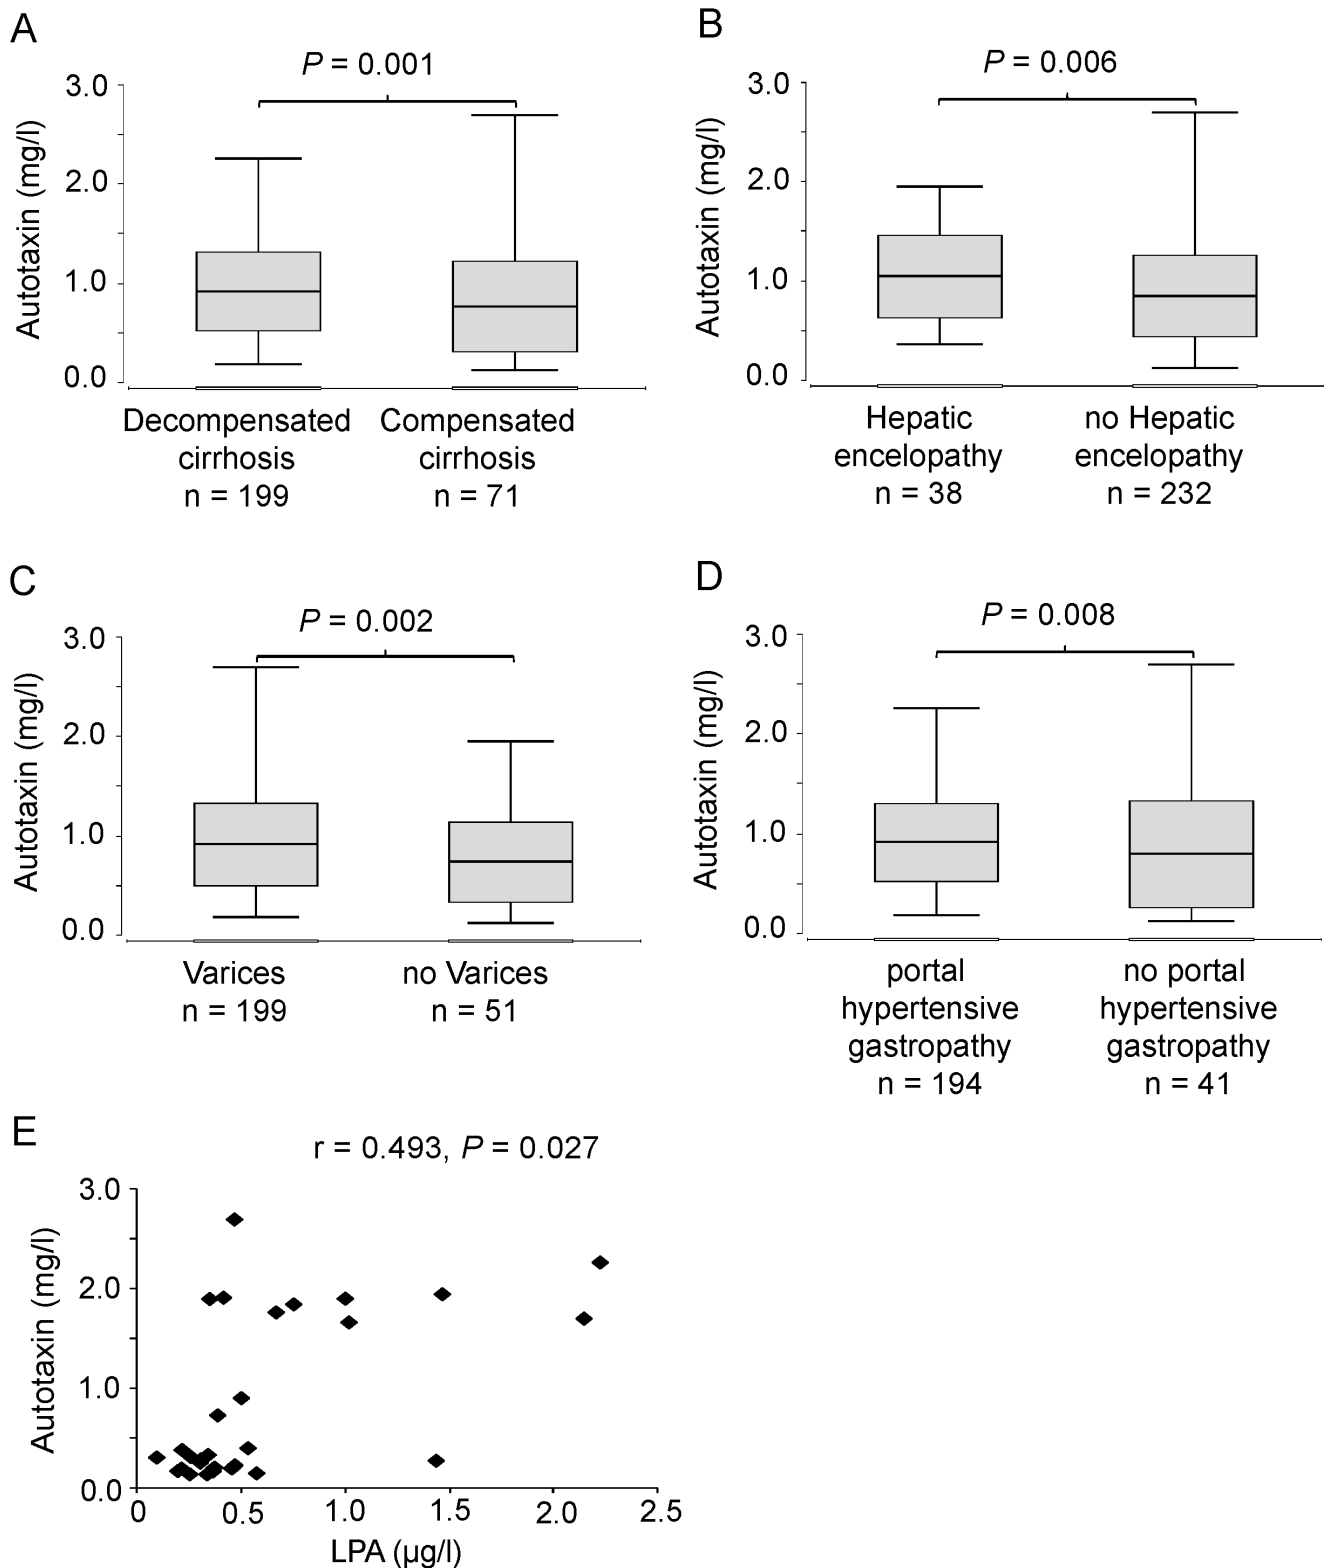 A
P = 0.001
3.0
2.0
1.0
0.0
Autotaxin (mg/l)
Decompensated
cirrhosis
n = 199
Compensated
cirrhosis
n = 71
B
P = 0.006
3.0
2.0
1.0
0.0
Autotaxin (mg/l)
Hepatic
encelopathy
n = 38
no Hepatic
encelopathy
n = 232
C
P = 0.002
3.0
2.0
1.0
0.0
Autotaxin (mg/l)
Varices
n = 199
no Varices
n = 51
D
P = 0.008
3.0
2.0
1.0
0.0
Autotaxin (mg/l)
portal
hypertensive
gastropathy
n = 194
no portal
hypertensive
gastropathy
n = 41
E
r = 0.493, P = 0.027
3.0
2.0
1.0
0.0
Autotaxin (mg/l)
0 0.5 1.0 1.5 2.0 2.5
LPA (µg/l)